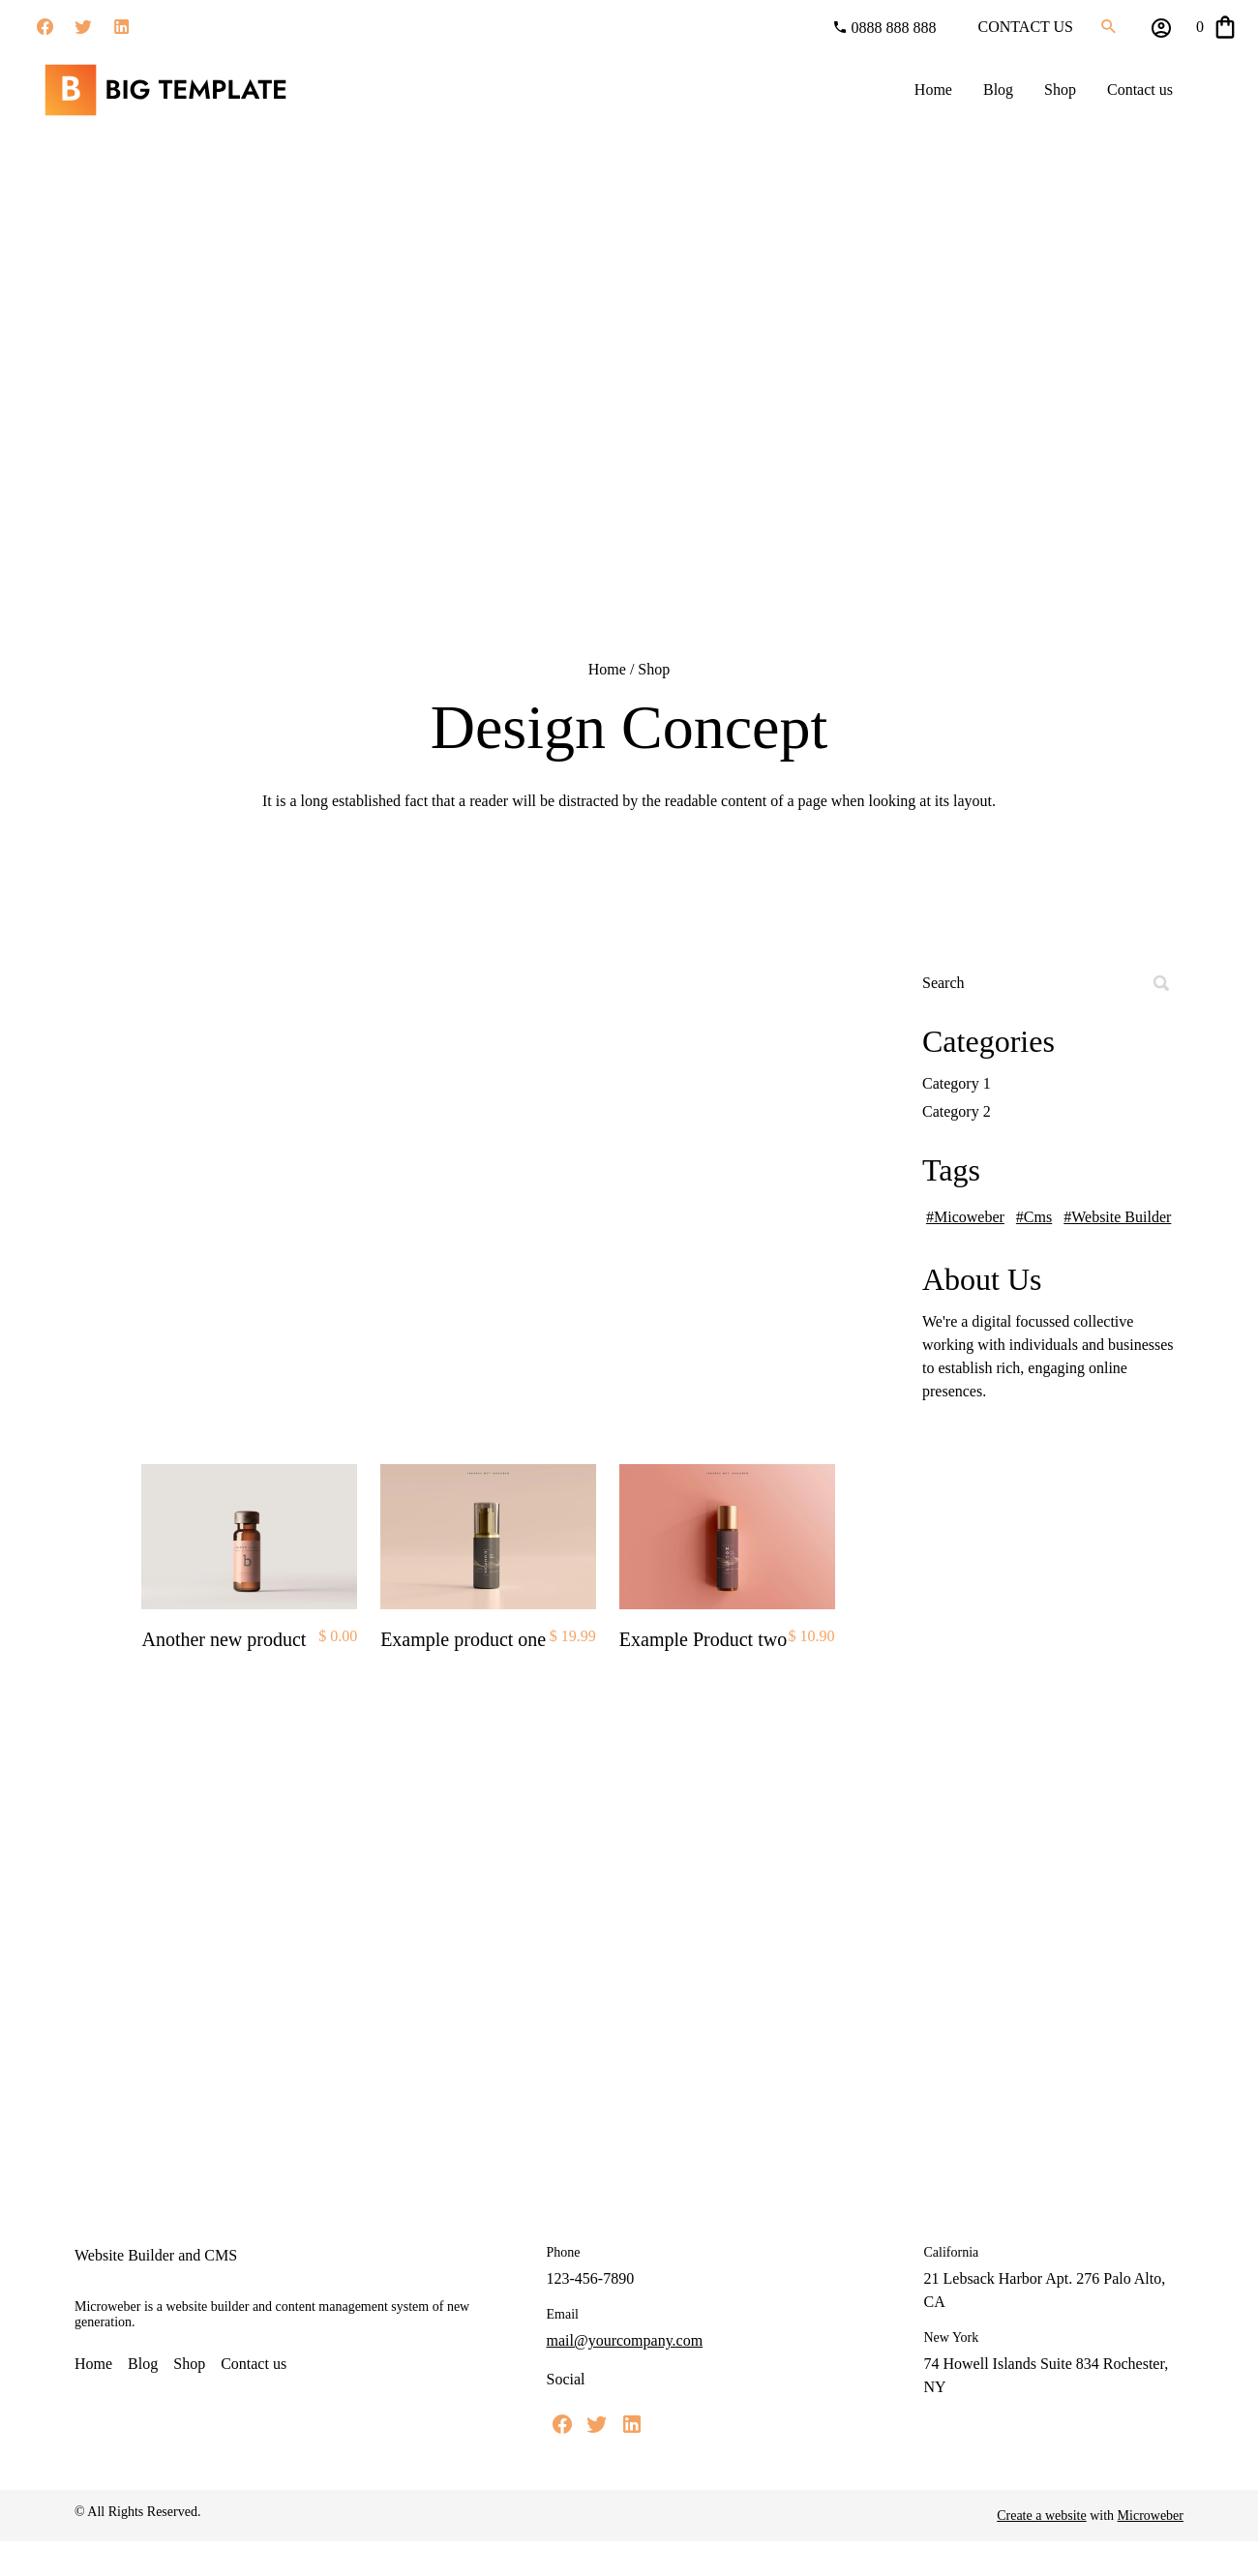 0888 888 888 CONTACT US 0
B BIG TEMPLATE
Home Blog Shop Contact us
Home / Shop
Design Concept
It is a long established fact that a reader will be distracted by the readable content of a page when looking at its layout.
Search
Categories
Category 1
Category 2
Tags
#Micoweber #Cms #Website Builder
About Us
We're a digital focussed collective
working with individuals and businesses
to establish rich, engaging online
presences.
b
Another new product $ 0.00
Example product one $ 19.99
Example Product two $ 10.90
Website Builder and CMS
Microweber is a website builder and content management system of new
generation.
Home Blog Shop Contact us
Phone
123-456-7890
Email
mail@yourcompany.com
Social
California
21 Lebsack Harbor Apt. 276 Palo Alto,
CA
New York
74 Howell Islands Suite 834 Rochester,
NY
© All Rights Reserved.
Create a website with Microweber